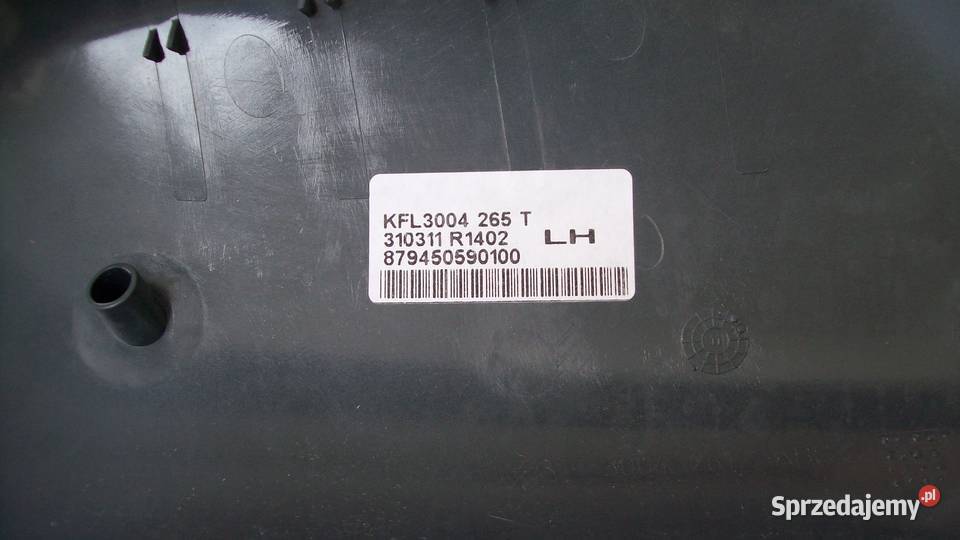 KFL3004 265 T
310311 R1402 LH
879450590100
Sprzedajemy.pl